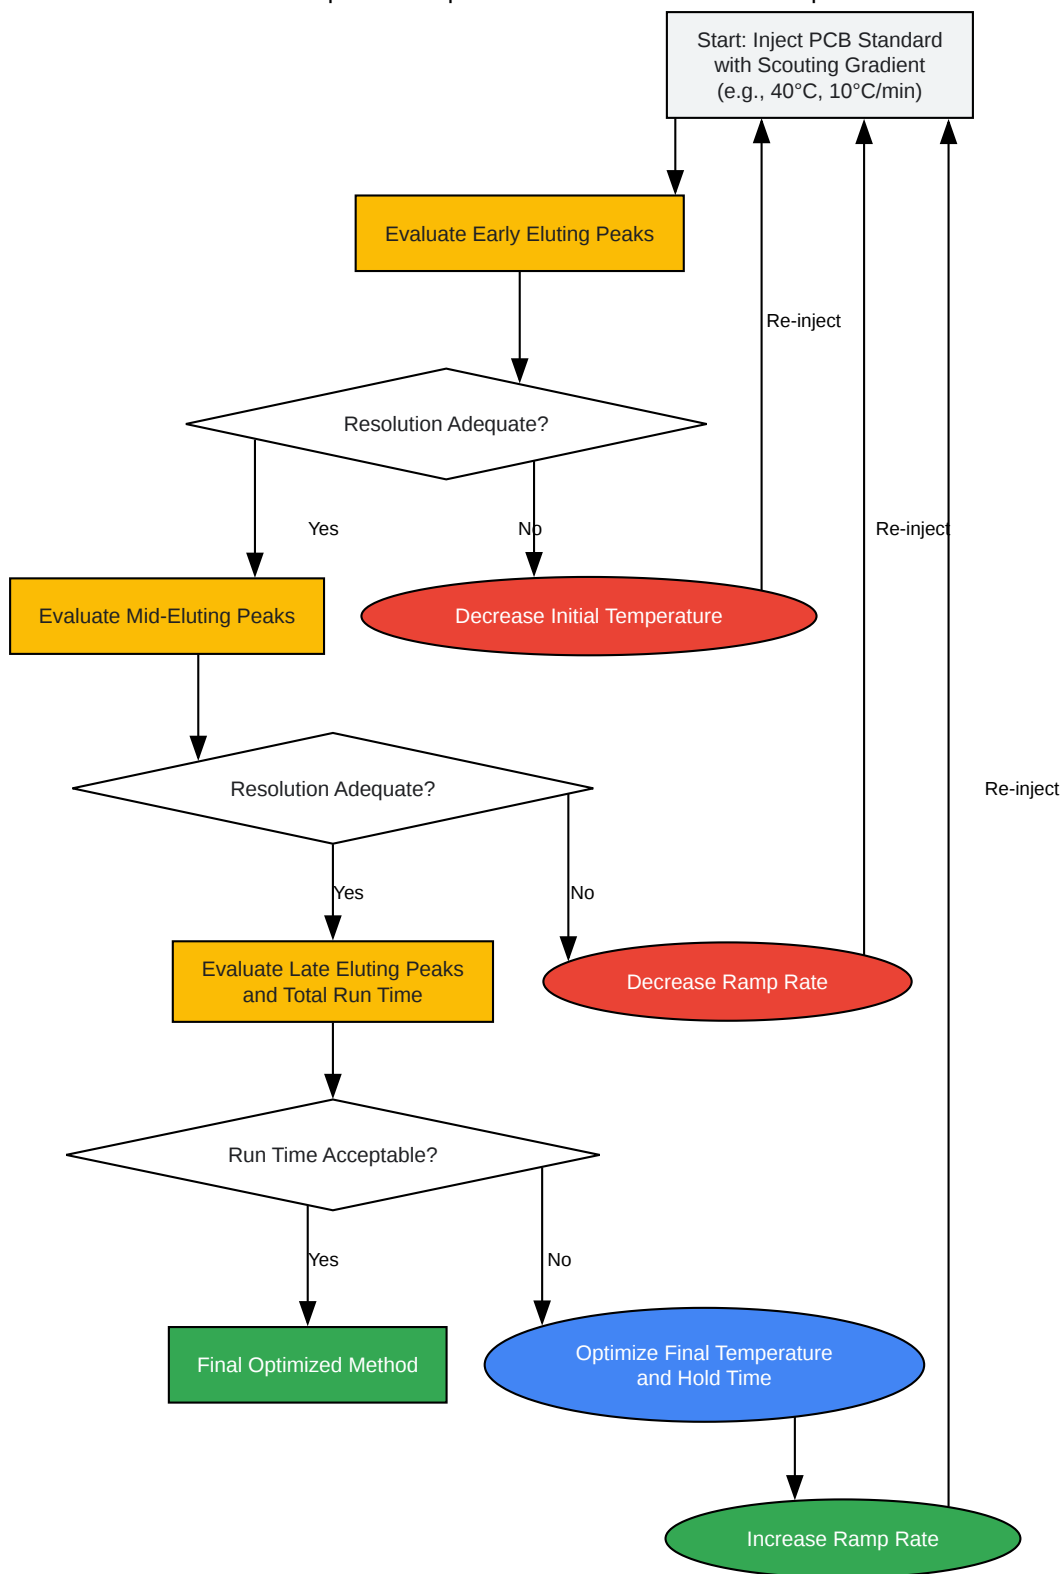 Start: Inject PCB Standard
with Scouting Gradient
(e.g., 40°C, 10°C/min)
Evaluate Early Eluting Peaks
Re-inject
Resolution Adequate?
Yes
No
Re-inject
Evaluate Mid-Eluting Peaks
Decrease Initial Temperature
Resolution Adequate?
Re-inject
Yes
No
Evaluate Late Eluting Peaks
and Total Run Time
Decrease Ramp Rate
Run Time Acceptable?
Yes
No
Final Optimized Method
Optimize Final Temperature
and Hold Time
Increase Ramp Rate